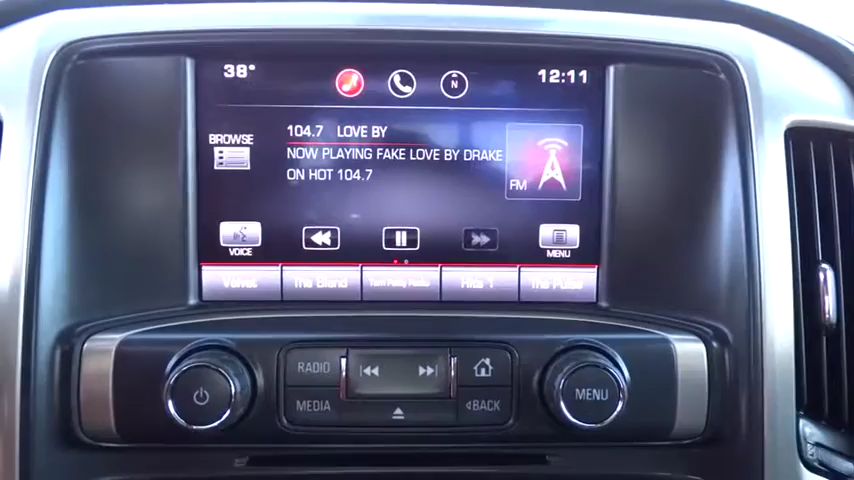 38°
N
12:11
BROWSE
104.7 LOVE BY
NOW PLAYING FAKE LOVE BY DRAKE
ON HOT 104.7
FM
VOICE
MENU
Velvet
The Blend
Tom Petty Radio
Hits 1
The Pulse
RADIO
MEDIA
BACK
MENU